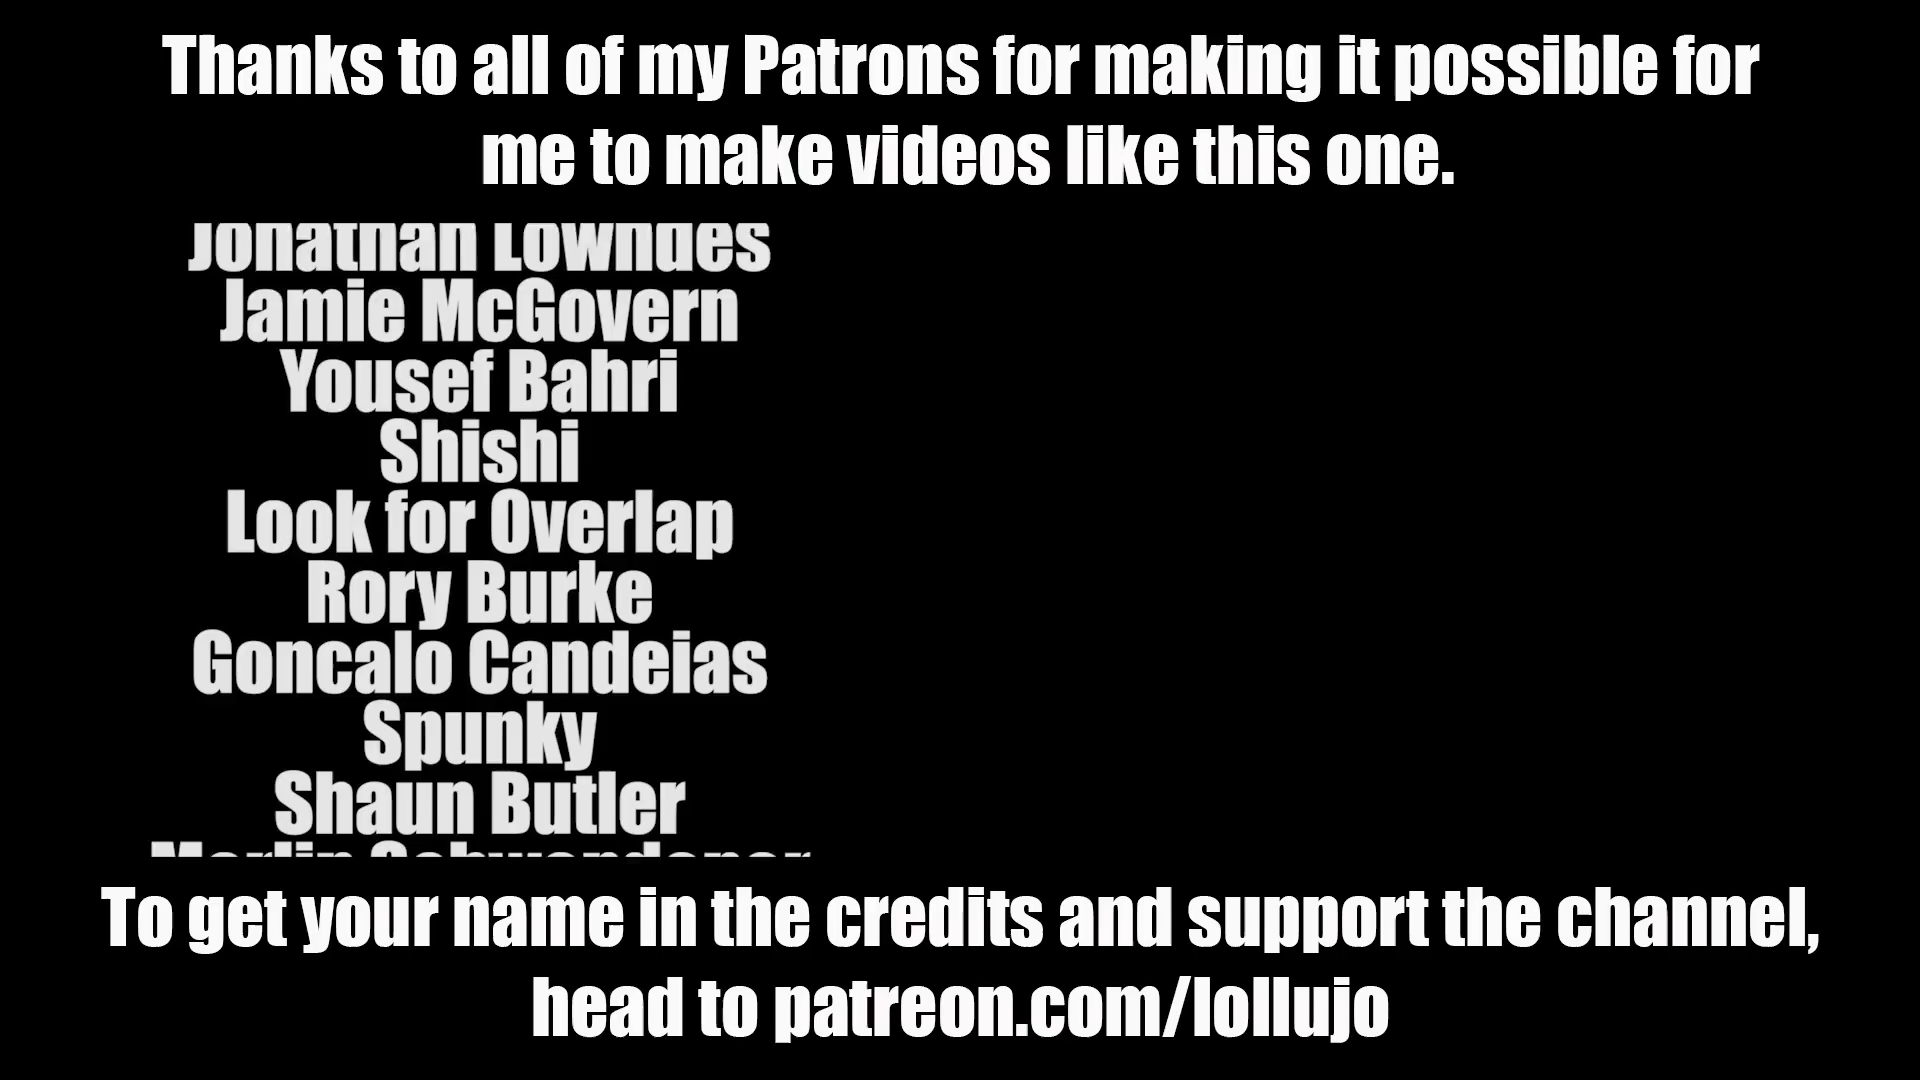 Thanks to all of my Patrons for making it possible for
me to make videos like this one.
Jonathan Lowndes
Jamie McGovern
Yousef Bahri
Shishi
Look for Overlap
Rory Burke
Goncalo Candeias
Spunky
Shaun Butler
To get your name in the credits and support the channel,
head to patreon.com/lollujo